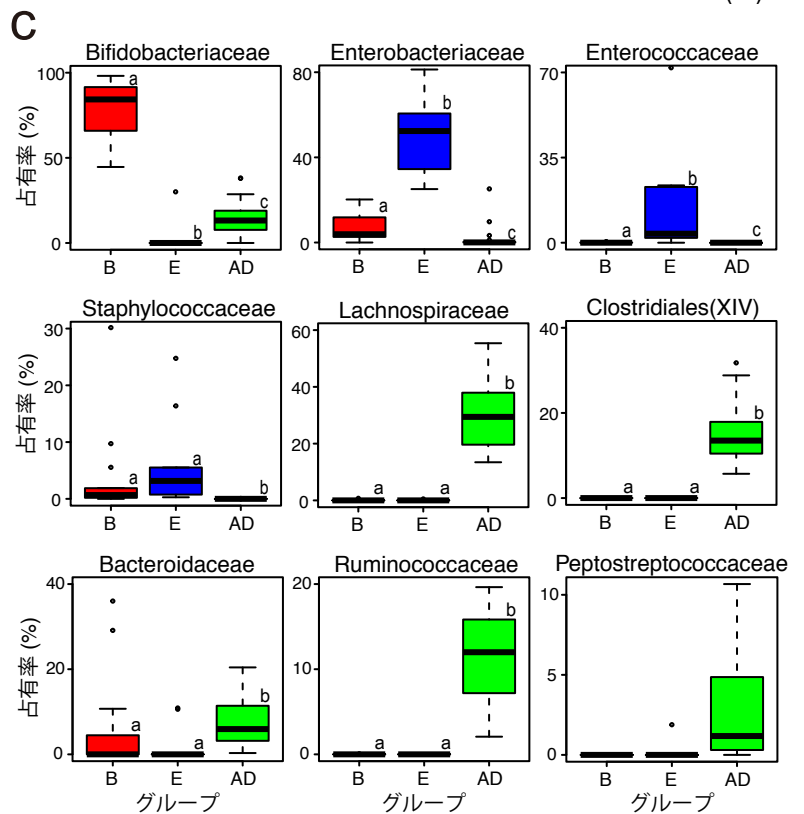 C
Bifidobacteriaceae Enterobacteriaceae Enterococcaceae
占有率 (%)
100 50 0
a b c
B E AD
80 40 0
a b c
B E AD
70 35 0
a b c
B E AD
Staphylococcaceae Lachnospiraceae Clostridiales(XIV)
占有率 (%)
30 20 10 0
a a b
B E AD
60 40 20 0
a a b
B E AD
40 20 0
a a b
B E AD
Bacteroidaceae Ruminococcaceae Peptostreptococcaceae
占有率 (%)
40 20 0
a a b
B E AD
20 10 0
a a b
B E AD
10 5 0
B E AD
グループ グループ グループ